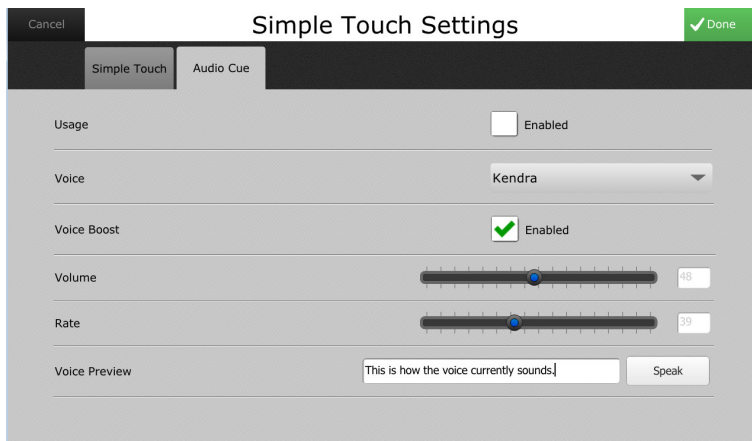 Cancel
Simple Touch Settings
Done
Simple Touch
Audio Cue
Usage
Enabled
Voice
Kendra
Voice Boost
Enabled
Volume
48
Rate
39
Voice Preview
This is how the voice currently sounds.
Speak